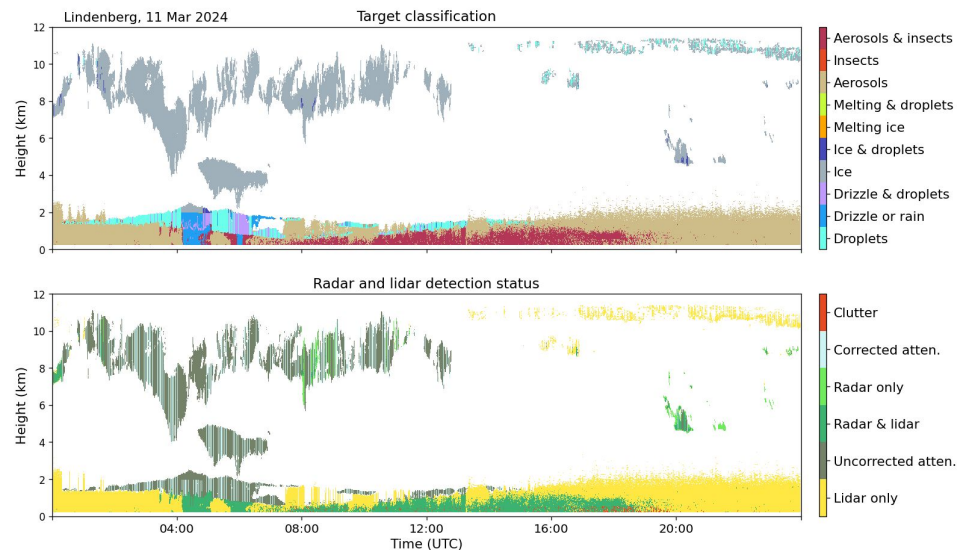 Lindenberg, 11 Mar 2024 Target classification
12
10
8
6
4
2
0
Height (km)
Aerosols & insects
Insects
Aerosols
Melting & droplets
Melting ice
Ice & droplets
Ice
Drizzle & droplets
Drizzle or rain
Droplets
Radar and lidar detection status
12
10
8
6
4
2
0
Height (km)
04:00 08:00 12:00 16:00 20:00
Time (UTC)
Clutter
Corrected atten.
Radar only
Radar & lidar
Uncorrected atten.
Lidar only